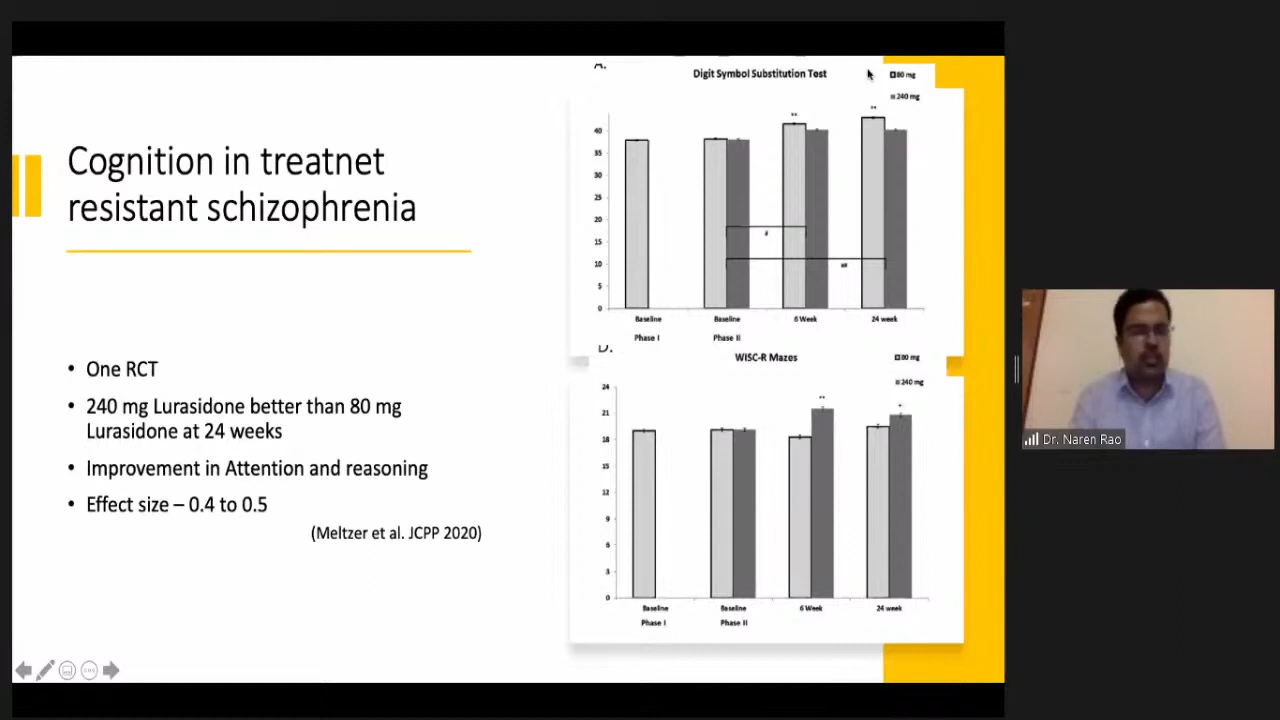 Cognition in treatnet
resistant schizophrenia
• One RCT
• 240 mg Lurasidone better than 80 mg
Lurasidone at 24 weeks
• Improvement in Attention and reasoning
• Effect size – 0.4 to 0.5
(Meltzer et al. JCPP 2020)
Digit Symbol Substitution Test
80 mg
240 mg
**
**
40
35
30
25
20
15
10
5
0
#
##
Baseline
Baseline
6 Week
24 week
Phase I
Phase II
D.
WISC-R Mazes
80 mg
240 mg
**
*
24
21
18
15
12
9
6
3
0
Baseline
Baseline
6 Week
24 week
Phase I
Phase II
Dr. Naren Rao